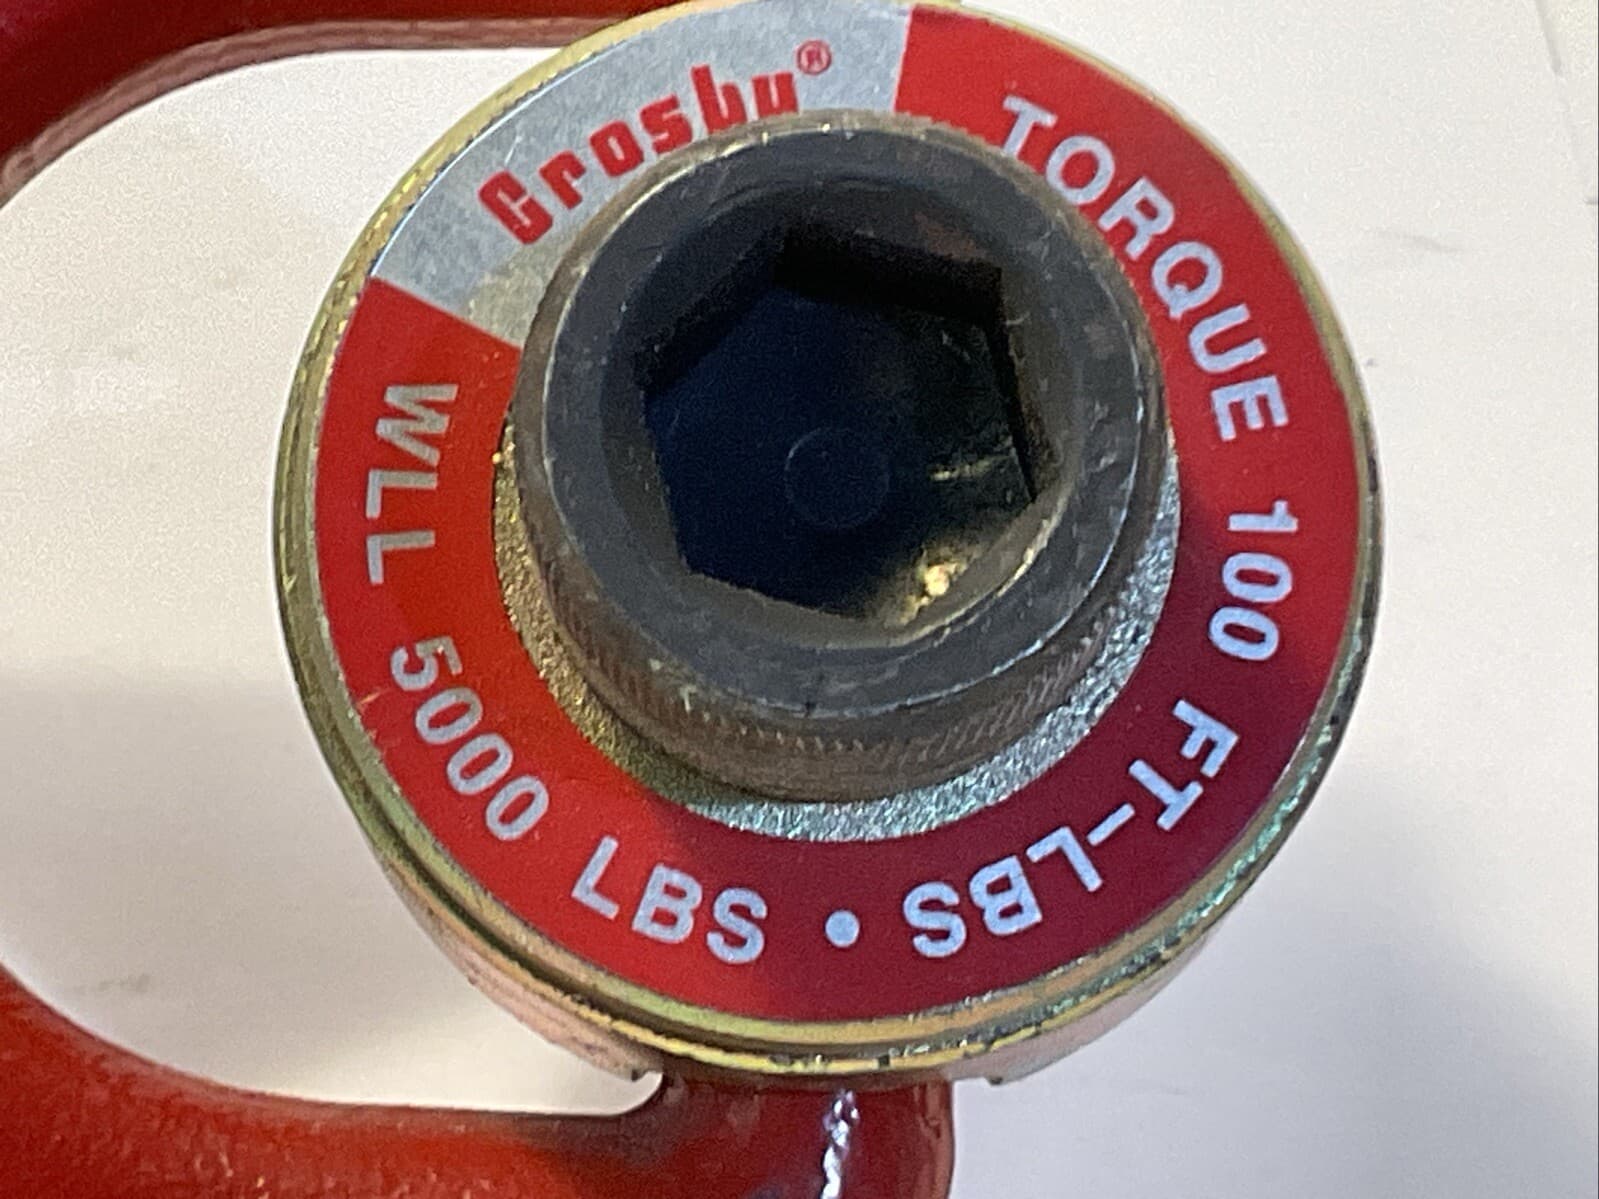 Crosby®
TORQUE 100 FT-LBS •
WLL 5000 LBS